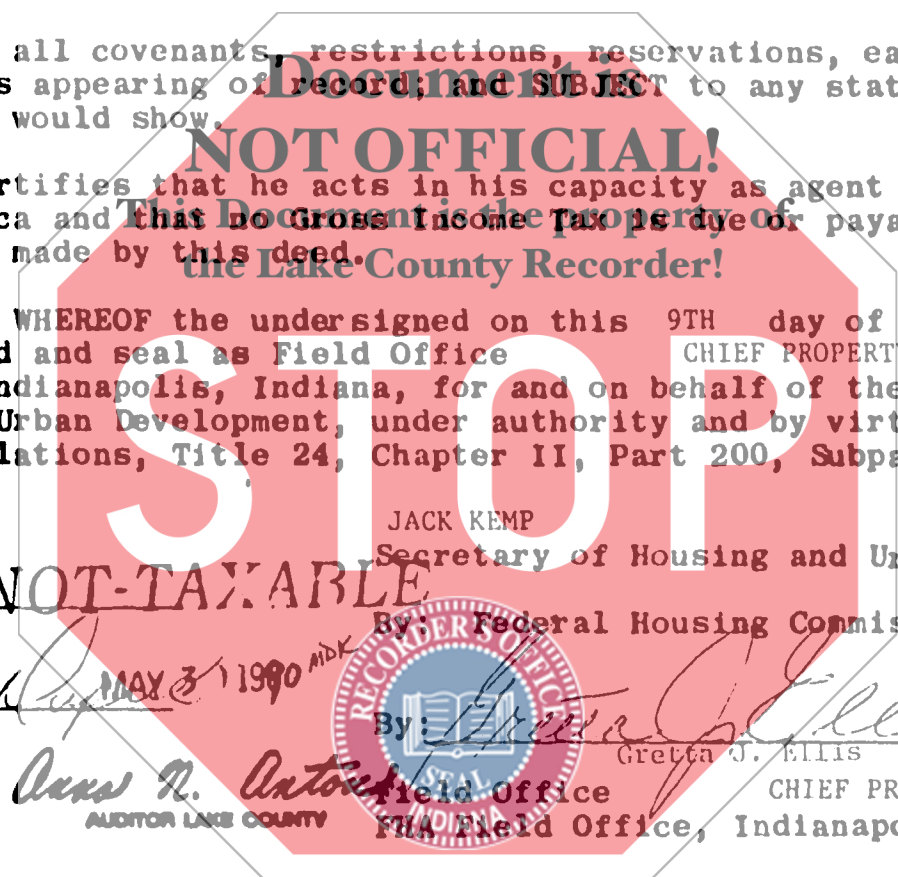 all covenants, restrictions, reservations, ea
s appearing of record, and SUBJECT to any stat
would show.
Document is
NOT OFFICIAL!
This Document is the property of
the Lake County Recorder!
rtifies that he acts in his capacity as agent
ca and that no Gross Income Tax is due or paya
made by this deed.
WHEREOF the undersigned on this 9TH day of
d and seal as Field Office CHIEF PROPERT
ndianapolis, Indiana, for and on behalf of the
Urban Development, under authority and by virt
lations, Title 24, Chapter II, Part 200, Subpa
STOP
JACK KEMP
Secretary of Housing and Ur
NOT-TAXABLE
By: Federal Housing Commis
MAY 3 1990 MDK
RECORDER'S OFFICE
SEAL
INDIANA
By:
Gretta J. Ellis
Anna N. Anton
Field Office CHIEF PR
AUDITOR LAKE COUNTY
FHA Field Office, Indianapo